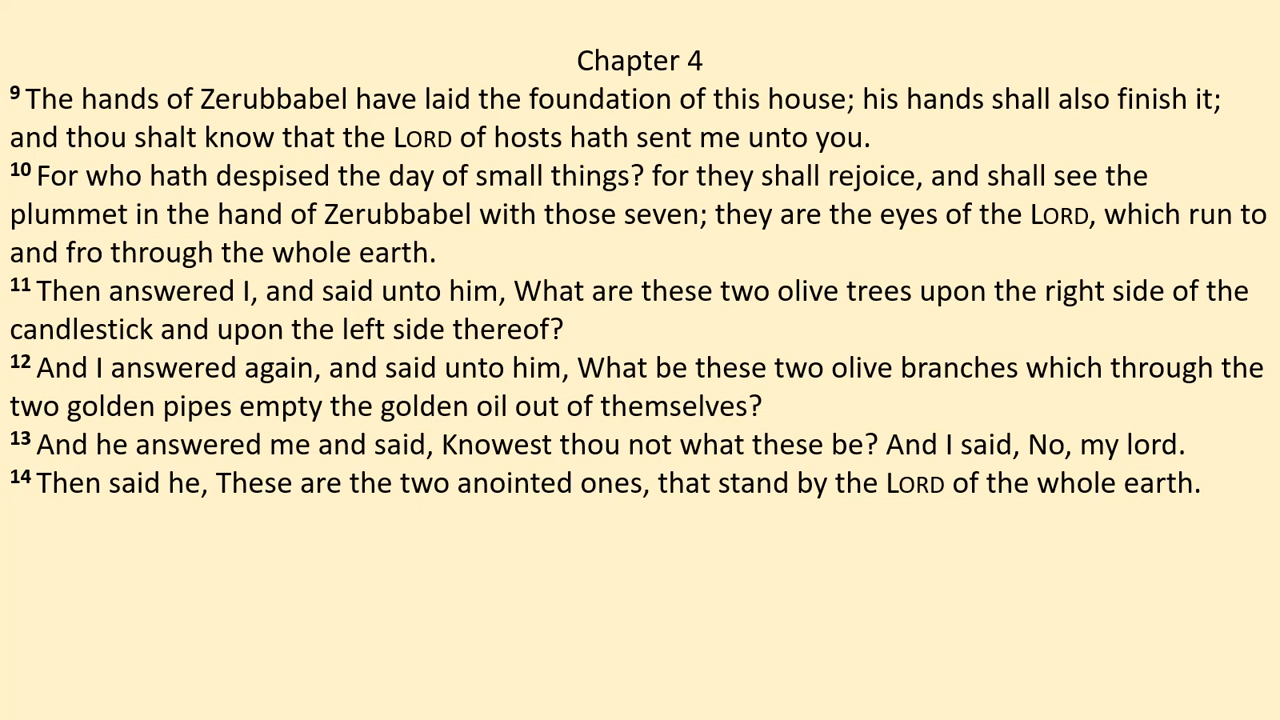 Chapter 4
9 The hands of Zerubbabel have laid the foundation of this house; his hands shall also finish it;
and thou shalt know that the LORD of hosts hath sent me unto you.
10 For who hath despised the day of small things? for they shall rejoice, and shall see the
plummet in the hand of Zerubbabel with those seven; they are the eyes of the LORD, which run to
and fro through the whole earth.
11 Then answered I, and said unto him, What are these two olive trees upon the right side of the
candlestick and upon the left side thereof?
12 And I answered again, and said unto him, What be these two olive branches which through the
two golden pipes empty the golden oil out of themselves?
13 And he answered me and said, Knowest thou not what these be? And I said, No, my lord.
14 Then said he, These are the two anointed ones, that stand by the LORD of the whole earth.